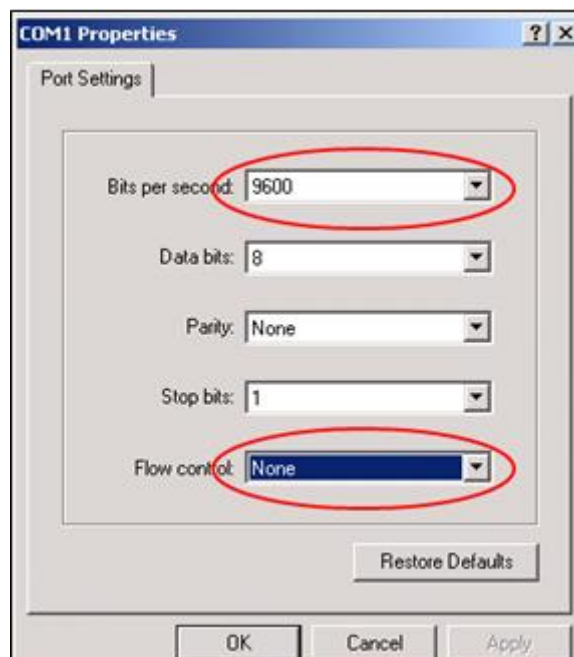 COM1 Properties
Port Settings
Bits per second: 9600
Data bits: 8
Parity: None
Stop bits: 1
Flow control: None
Restore Defaults
OK Cancel Apply